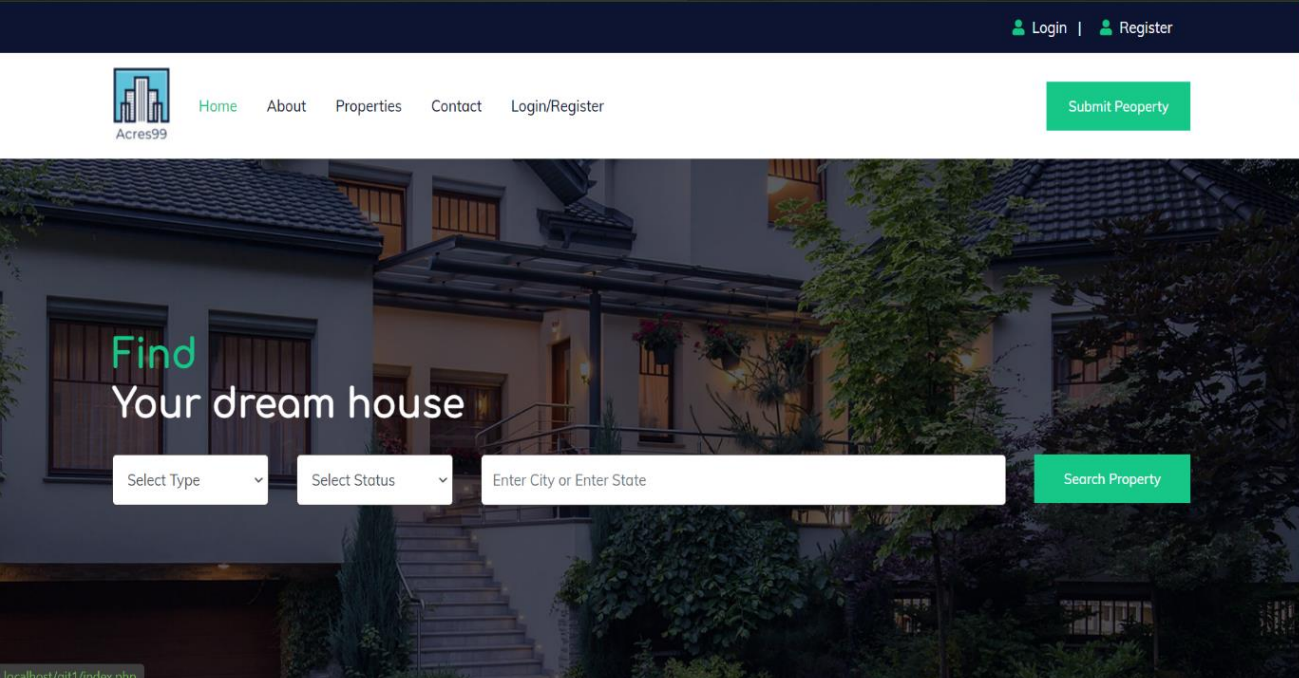 Login | Register
Acres99
Home About Properties Contact Login/Register
Submit Peoperty
Find
Your dream house
Select Type Select Status Enter City or Enter State Search Property
localhost/git1/index.php